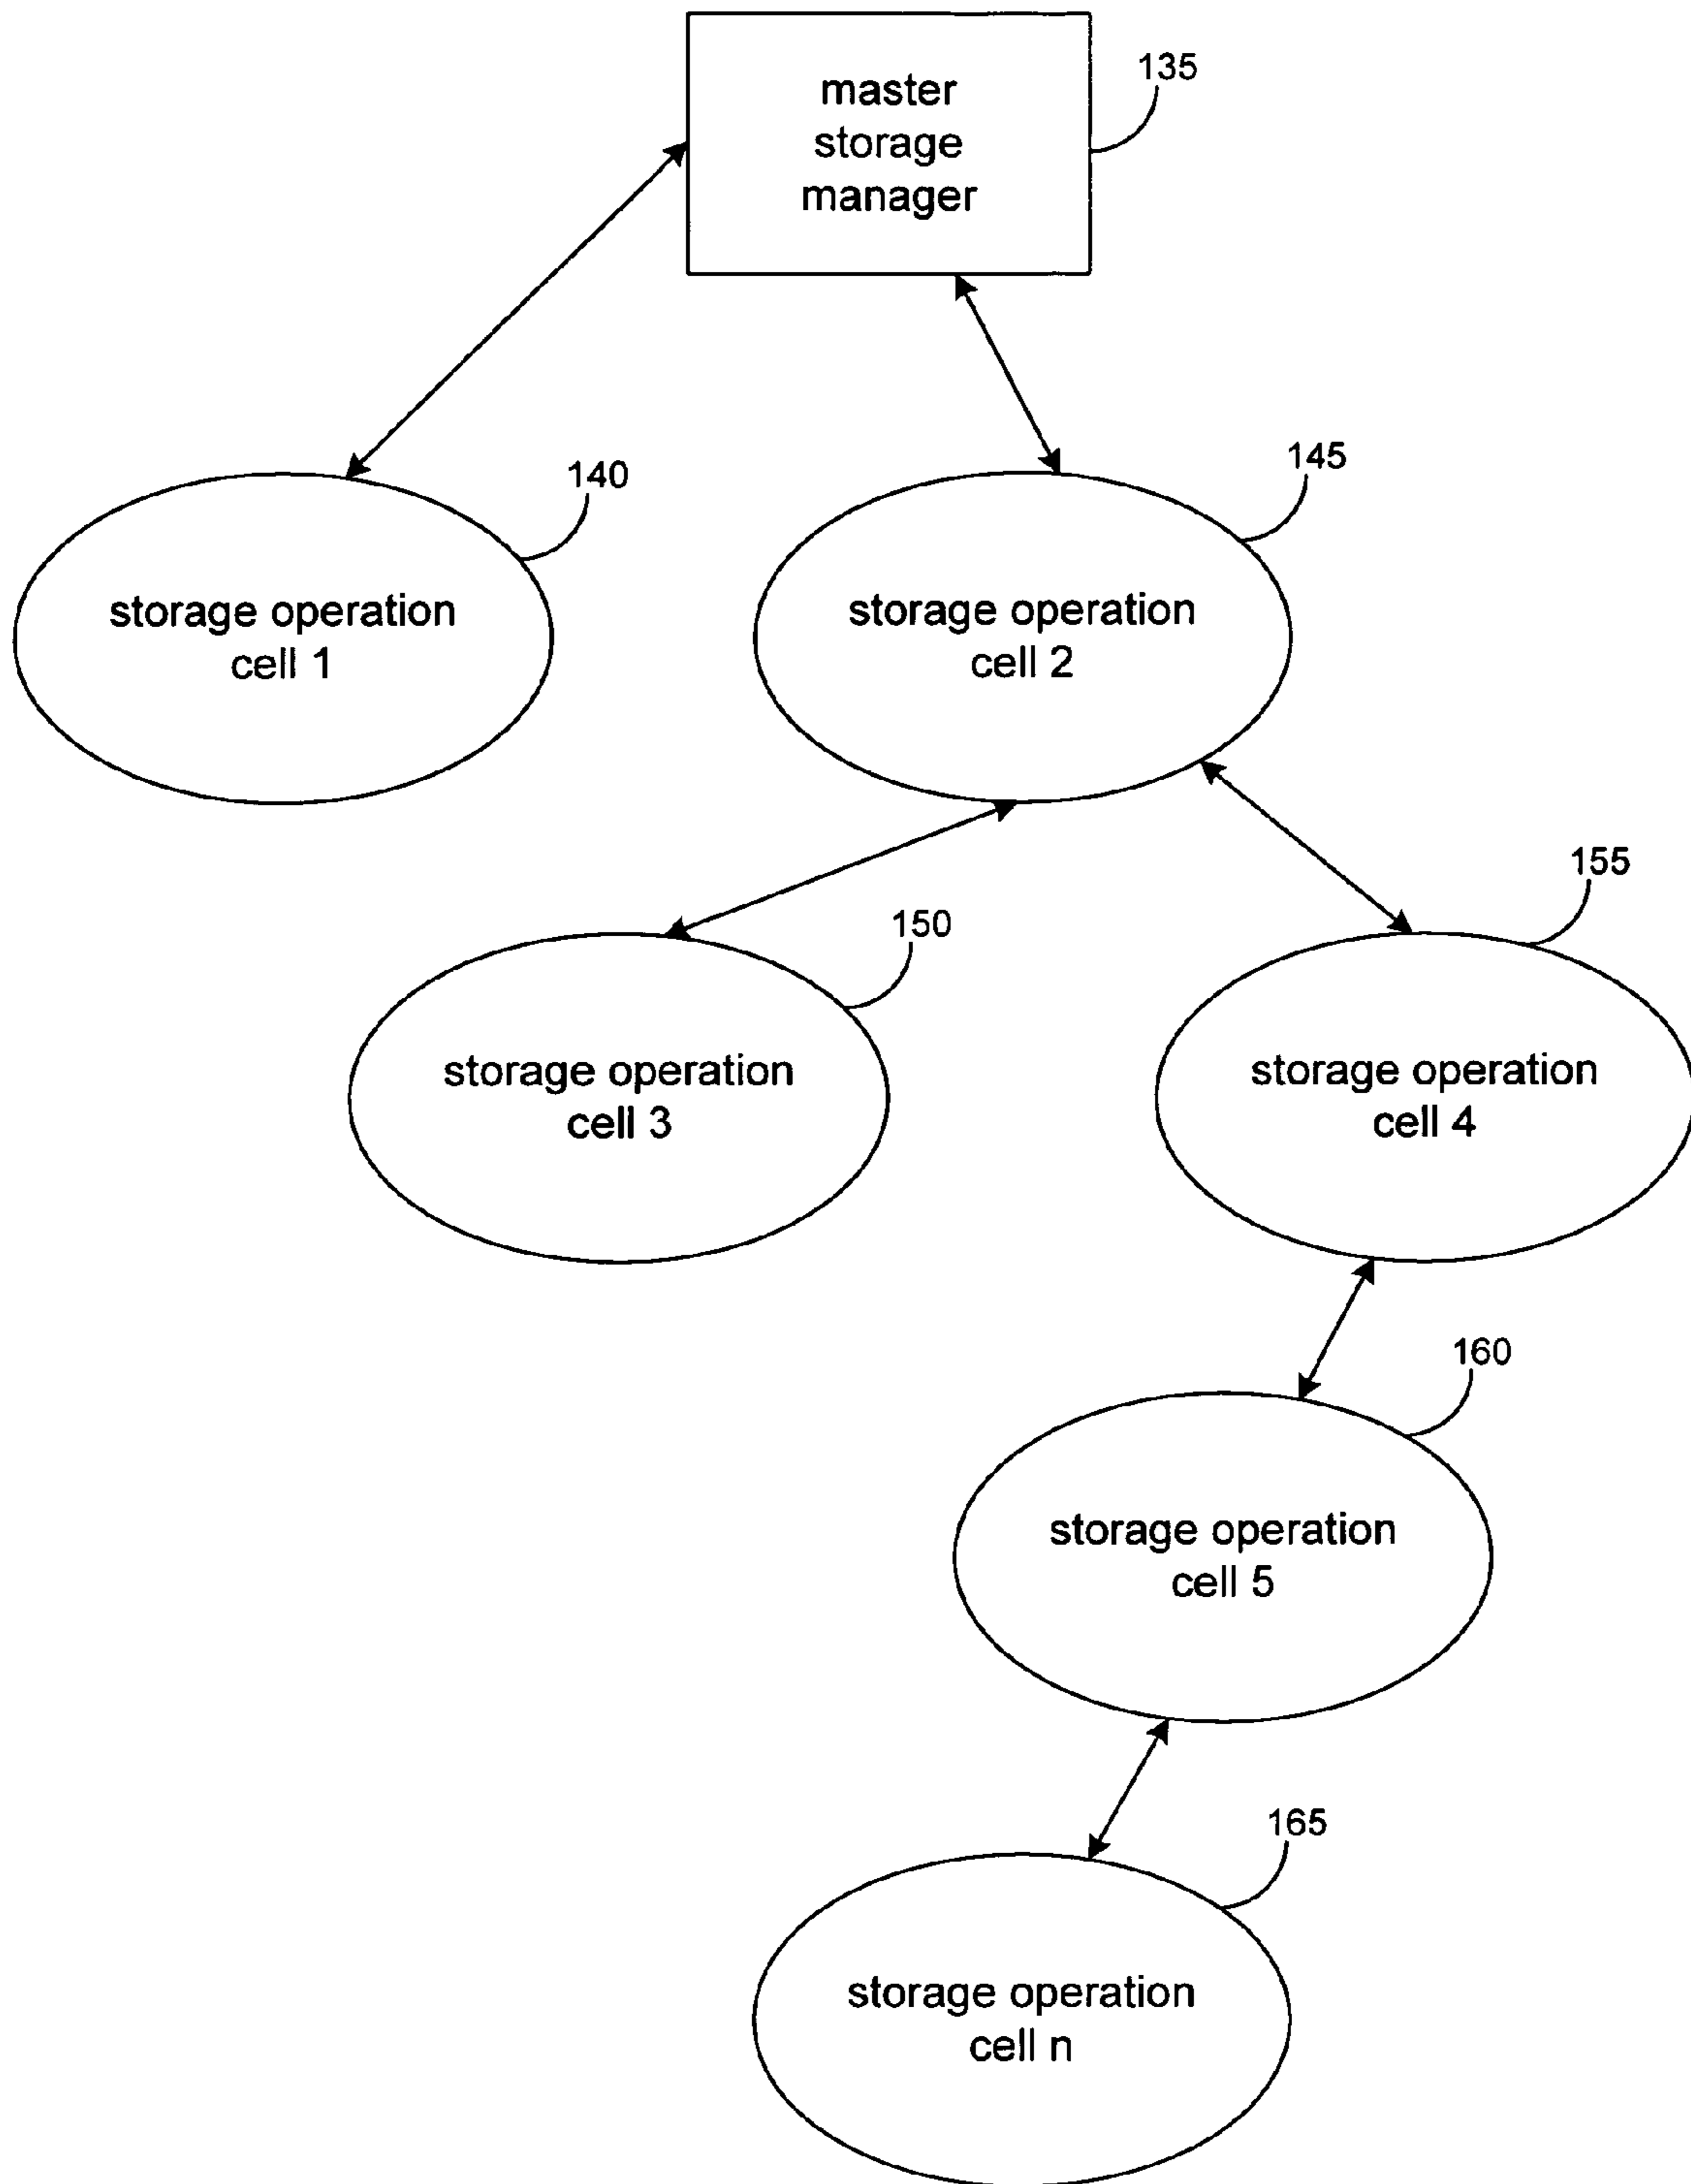 master
storage
manager
135
140
145
storage operation
cell 1
storage operation
cell 2
150
155
storage operation
cell 3
storage operation
cell 4
160
storage operation
cell 5
165
storage operation
cell n